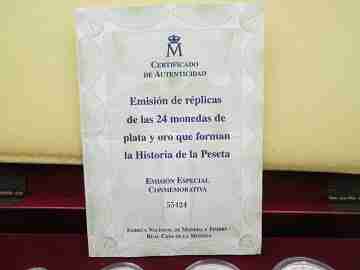 M
CERTIFICADO
DE AUTENTICIDAD
Emisión de réplicas
de las 24 monedas de
plata y oro que forman
la Historia de la Peseta
EMISIÓN ESPECIAL
CONMEMORATIVA
55424
FÁBRICA NACIONAL DE MONEDA Y TIMBRE
REAL CASA DE LA MONEDA